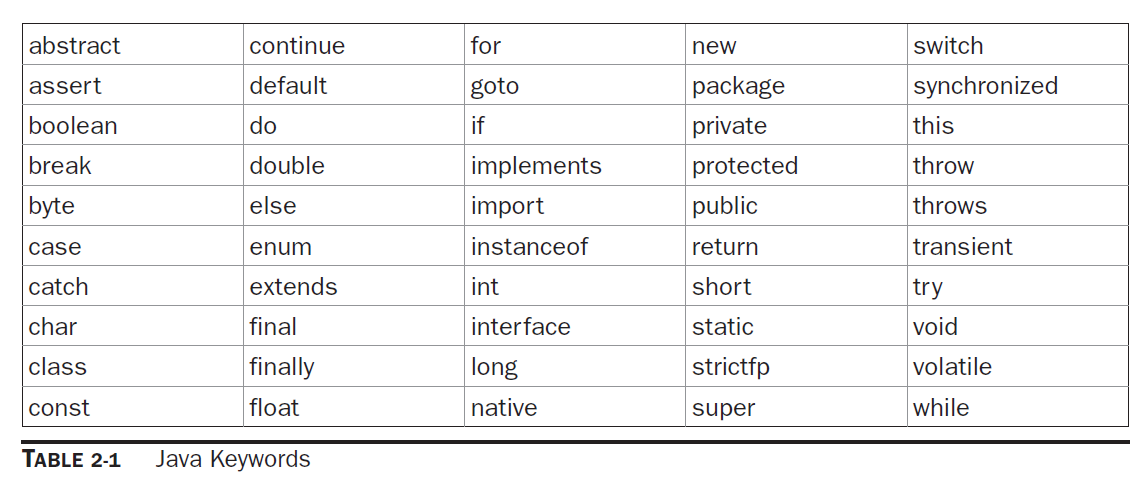 abstract continue for new switch
assert default goto package synchronized
boolean do if private this
break double implements protected throw
byte else import public throws
case enum instanceof return transient
catch extends int short try
char final interface static void
class finally long strictfp volatile
const float native super while
TABLE 2-1 Java Keywords